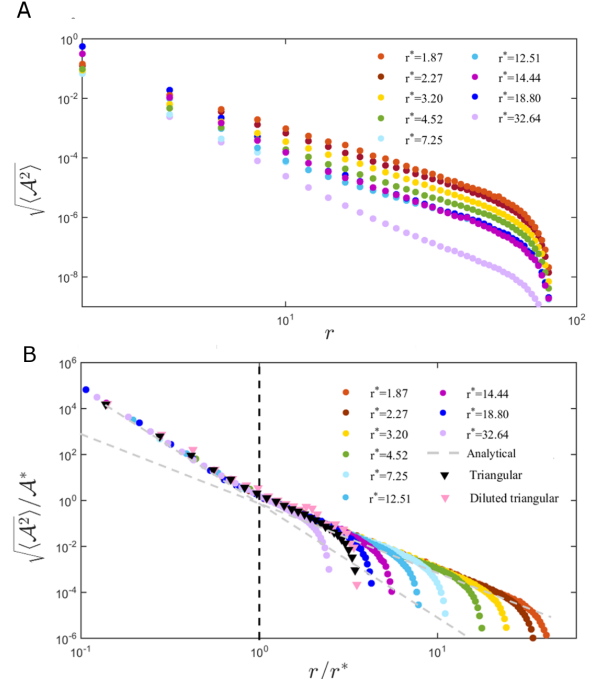 A
10^0
10^-2
10^-4
10^-6
10^-8
√⟨𝒜^2⟩
r*=1.87
r*=2.27
r*=3.20
r*=4.52
r*=7.25
r*=12.51
r*=14.44
r*=18.80
r*=32.64
10^1
10^2
r
B
10^6
10^4
10^2
10^0
10^-2
10^-4
10^-6
√⟨𝒜^2⟩/𝒜*
r*=1.87
r*=2.27
r*=3.20
r*=4.52
r*=7.25
r*=12.51
r*=14.44
r*=18.80
r*=32.64
Analytical
Triangular
Diluted triangular
10^-1
10^0
10^1
r/r*